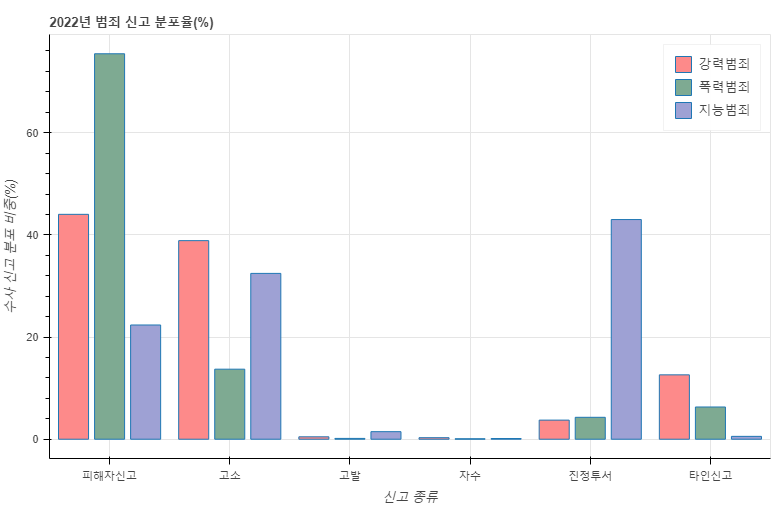 2022년 범죄 신고 분포율(%)
강력범죄
폭력범죄
지능범죄
수사 신고 분포 비중(%)
60
40
20
0
피해자신고 고소 고발 자수 진정투서 타인신고
신고 종류